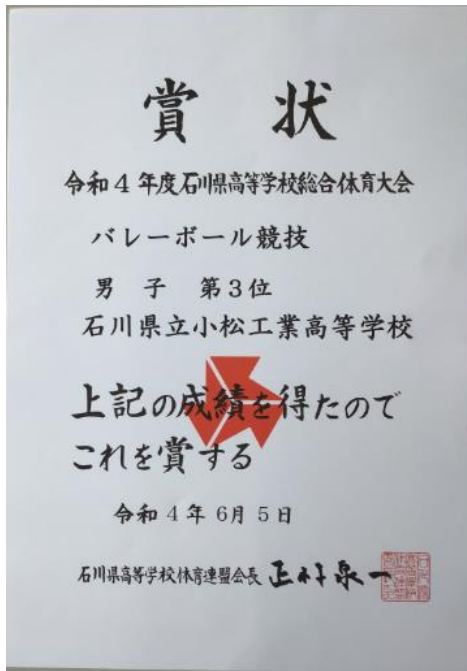 賞状
令和4年度石川県高等学校総合体育大会
バレーボール競技
男子 第3位
石川県立小松工業高等学校
上記の成績を得たので
これを賞する
令和4年6月5日
石川県高等学校体育連盟会長 正村泉一